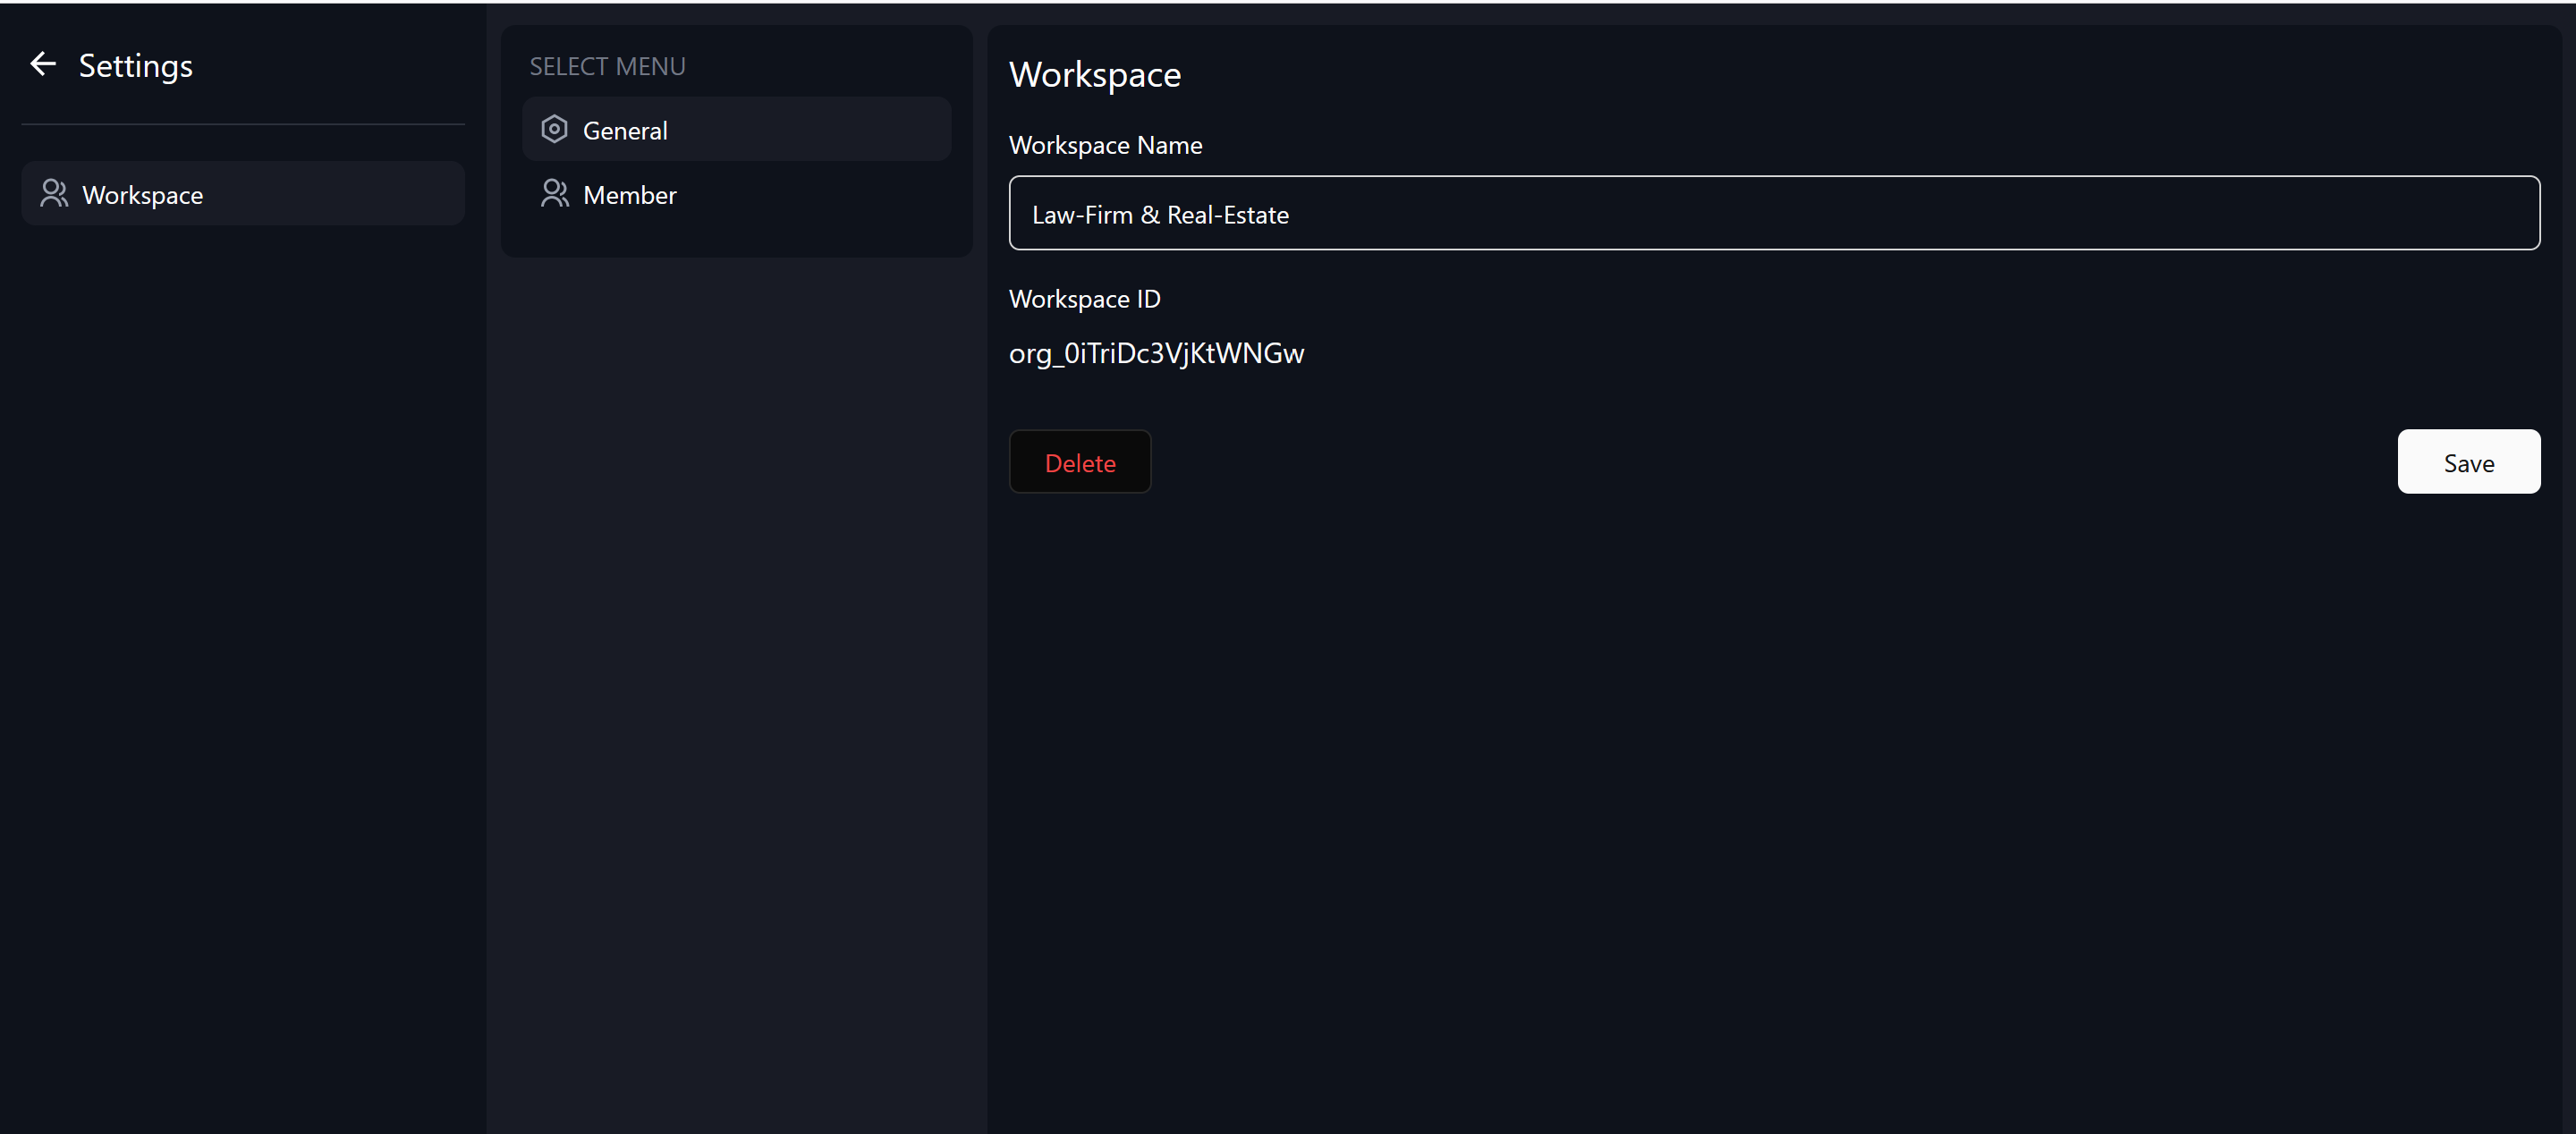 Settings
Workspace
SELECT MENU
General
Member
Workspace
Workspace Name
Law-Firm & Real-Estate
Workspace ID
org_0iTriDc3VjKtWNGw
Delete
Save